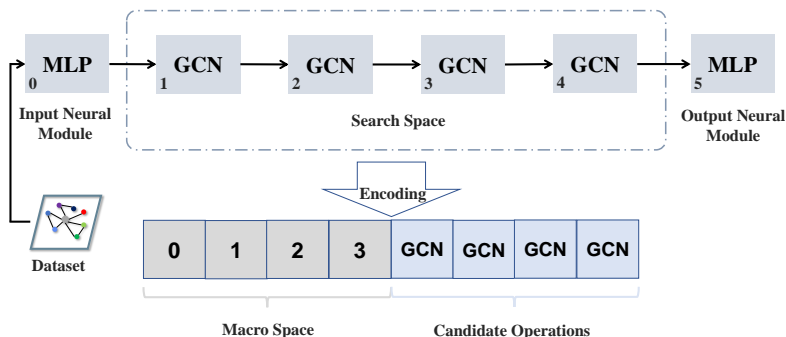 MLP GCN GCN GCN GCN MLP
0 1 2 3 4 5
Input Neural
Module
Search Space
Output Neural
Module
Encoding
Dataset
0 1 2 3 GCN GCN GCN GCN
Macro Space Candidate Operations